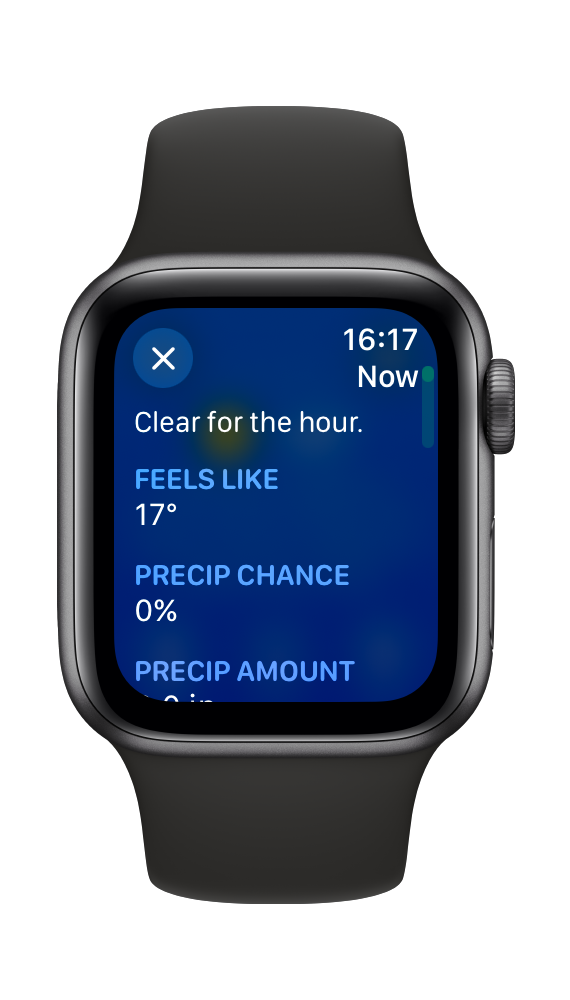 16:17
Now
Clear for the hour.
FEELS LIKE
17°
PRECIP CHANCE
0%
PRECIP AMOUNT